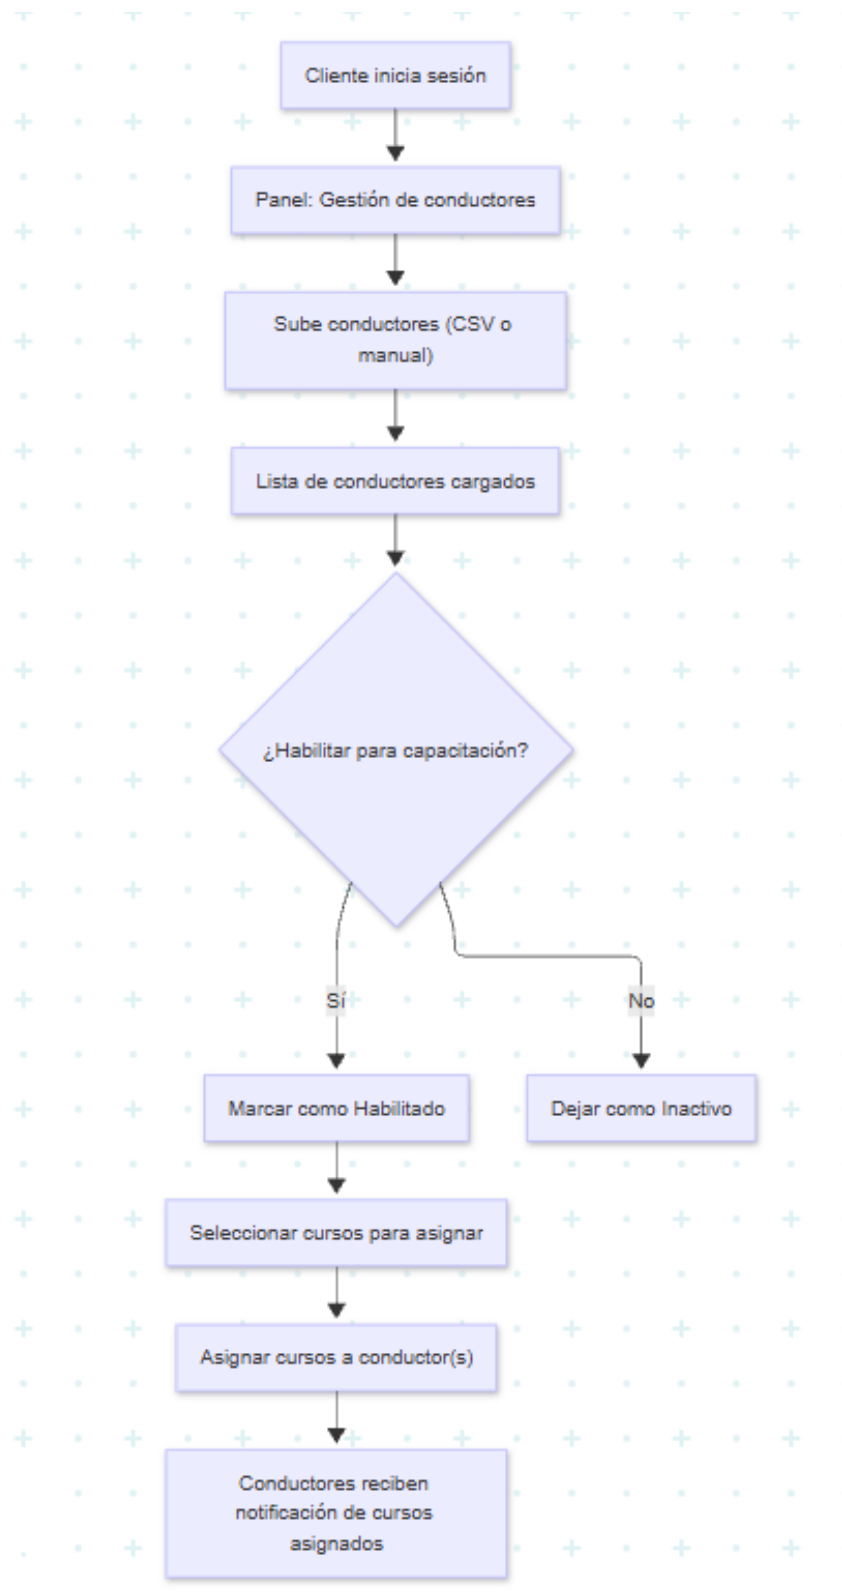 Cliente inicia sesión
Panel: Gestión de conductores
Sube conductores (CSV o
manual)
Lista de conductores cargados
¿Habilitar para capacitación?
Sí
No
Marcar como Habilitado
Dejar como Inactivo
Seleccionar cursos para asignar
Asignar cursos a conductor(s)
Conductores reciben
notificación de cursos
asignados